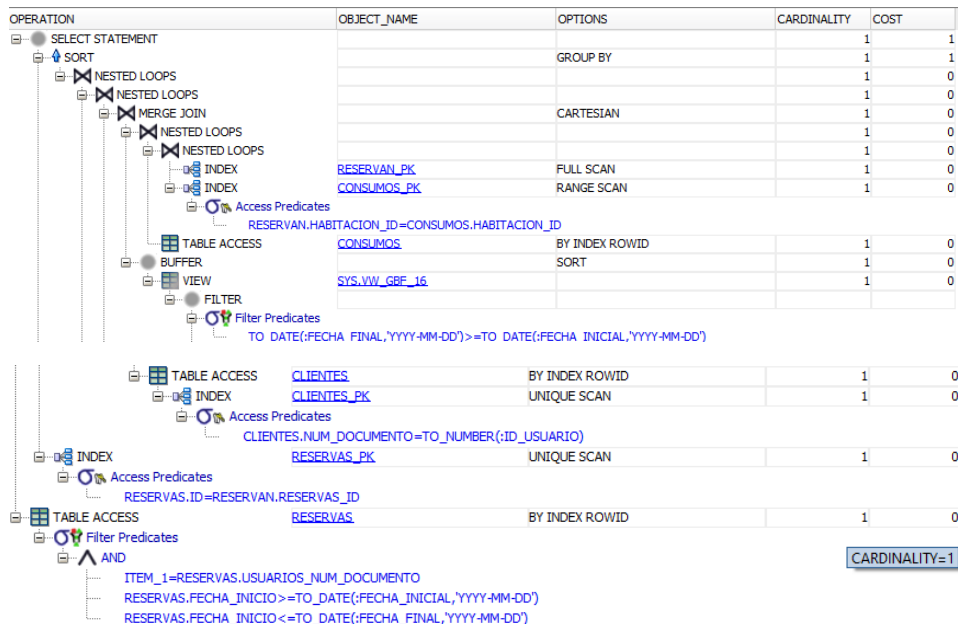 OPERATION OBJECT_NAME OPTIONS CARDINALITY COST
SELECT STATEMENT 1 1
SORT GROUP BY 1 1
NESTED LOOPS 1 0
NESTED LOOPS 1 0
MERGE JOIN CARTESIAN 1 0
NESTED LOOPS 1 0
NESTED LOOPS 1 0
INDEX RESERVAN_PK FULL SCAN 1 0
INDEX CONSUMOS_PK RANGE SCAN 1 0
Access Predicates
RESERVAN.HABITACION_ID=CONSUMOS.HABITACION_ID
TABLE ACCESS CONSUMOS BY INDEX ROWID 1 0
BUFFER SORT 1 0
VIEW SYS.VW_GBF_16 1 0
FILTER
Filter Predicates
TO_DATE(:FECHA_FINAL,'YYYY-MM-DD')>=TO_DATE(:FECHA_INICIAL,'YYYY-MM-DD')
TABLE ACCESS CLIENTES BY INDEX ROWID 1 0
INDEX CLIENTES_PK UNIQUE SCAN 1 0
Access Predicates
CLIENTES.NUM_DOCUMENTO=TO_NUMBER(:ID_USUARIO)
INDEX RESERVAS_PK UNIQUE SCAN 1 0
Access Predicates
RESERVAS.ID=RESERVAN.RESERVAS_ID
TABLE ACCESS RESERVAS BY INDEX ROWID 1 0
Filter Predicates
AND CARDINALITY=1
ITEM_1=RESERVAS.USUARIOS_NUM_DOCUMENTO
RESERVAS.FECHA_INICIO>=TO_DATE(:FECHA_INICIAL,'YYYY-MM-DD')
RESERVAS.FECHA_INICIO<=TO_DATE(:FECHA_FINAL,'YYYY-MM-DD')